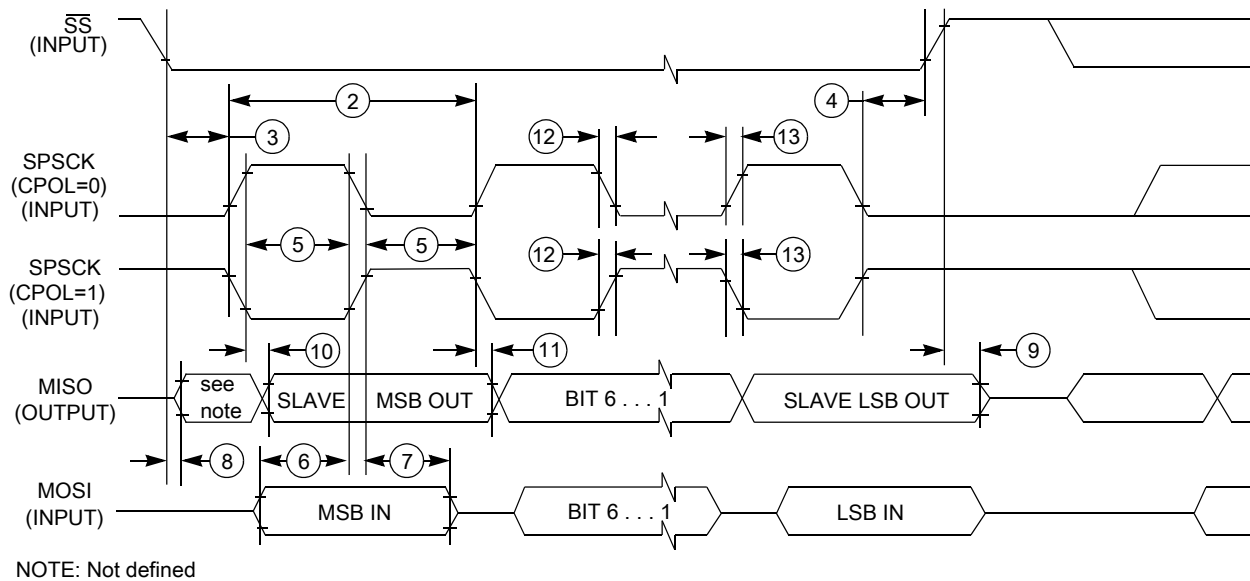 SS
(INPUT)
2
4
3
12
13
SPSCK
(CPOL=0)
(INPUT)
5
5
12
13
SPSCK
(CPOL=1)
(INPUT)
10
11
9
MISO
(OUTPUT)
see
note
SLAVE
MSB OUT
BIT 6 . . . 1
SLAVE LSB OUT
8
6
7
MOSI
(INPUT)
MSB IN
BIT 6 . . . 1
LSB IN
NOTE: Not defined